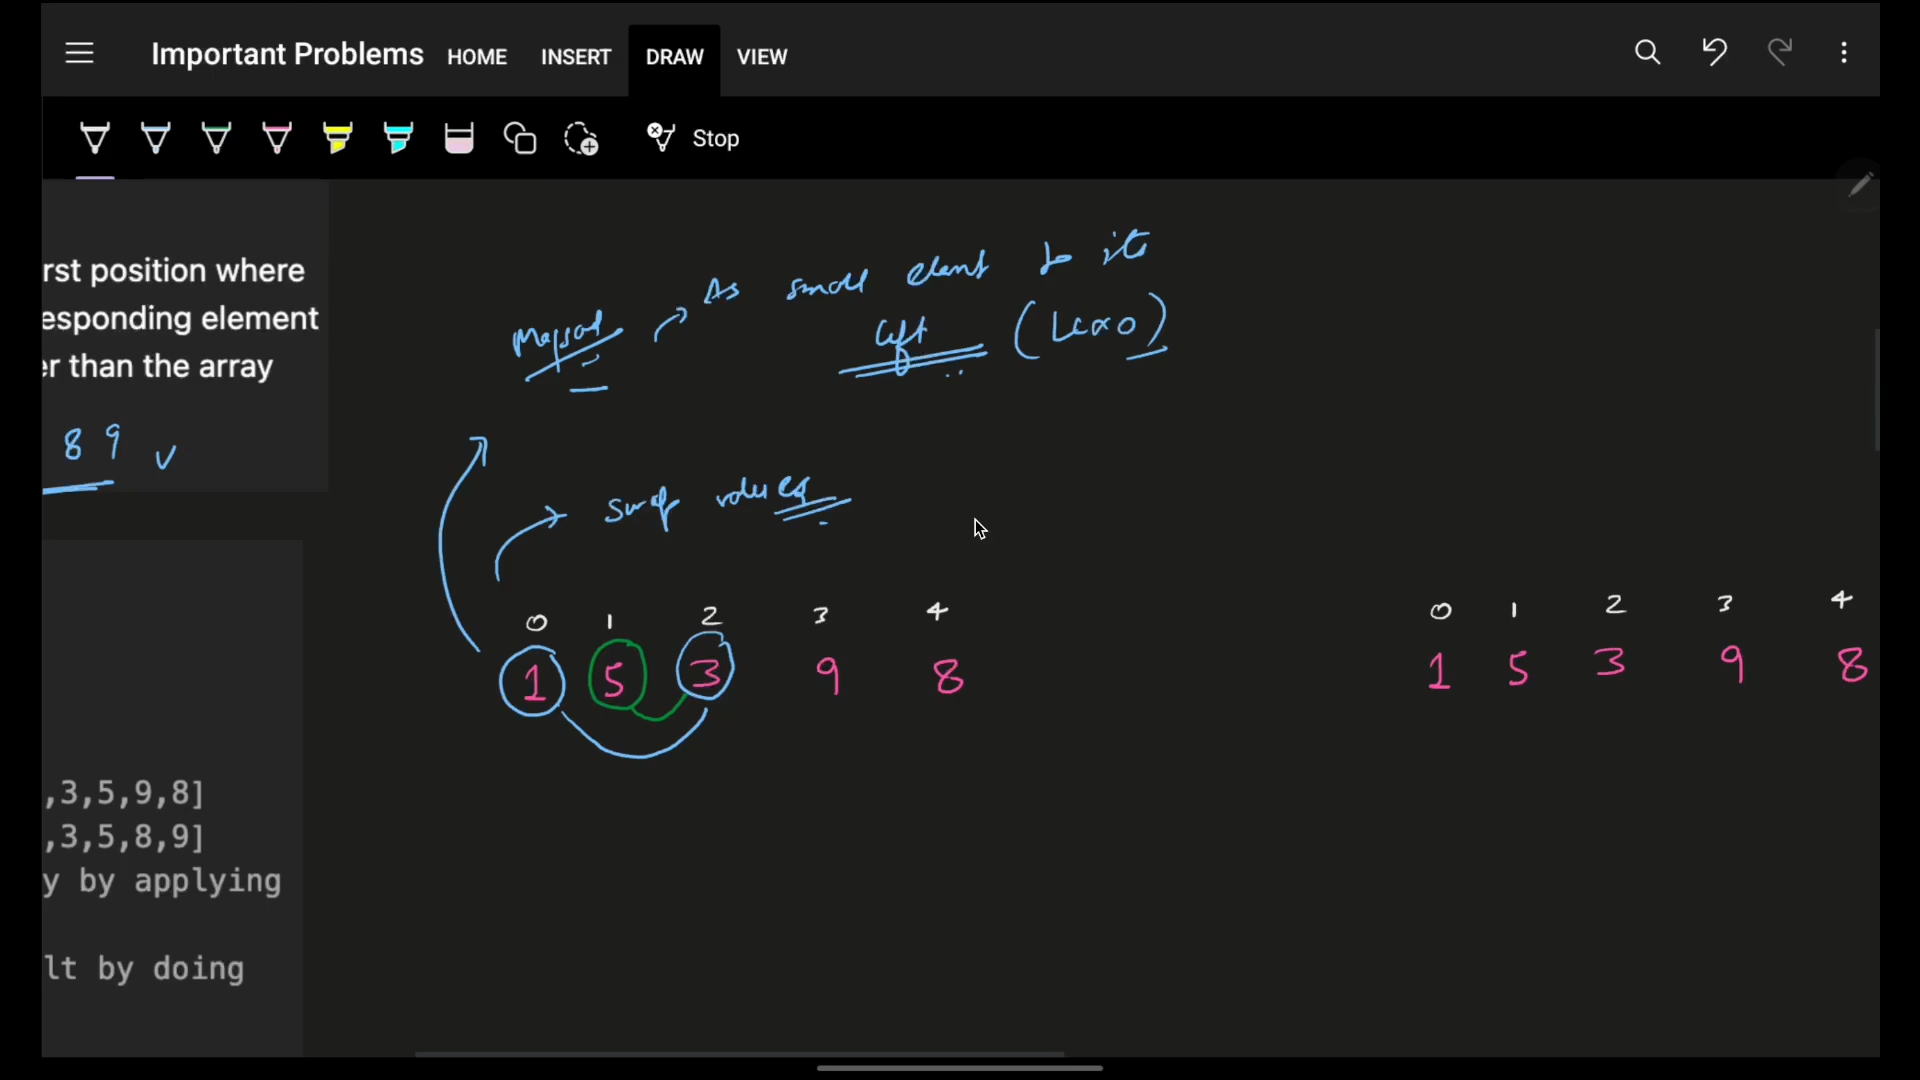 Important Problems HOME INSERT DRAW VIEW
Stop
rst position where
esponding element
er than the array
8 9
As small to its
left
swap values
0 1 2 3 4
1 5 3 9 8
0 1 2 3 4
1 5 3 9 8
,3,5,9,8]
,3,5,8,9]
y by applying
lt by doing